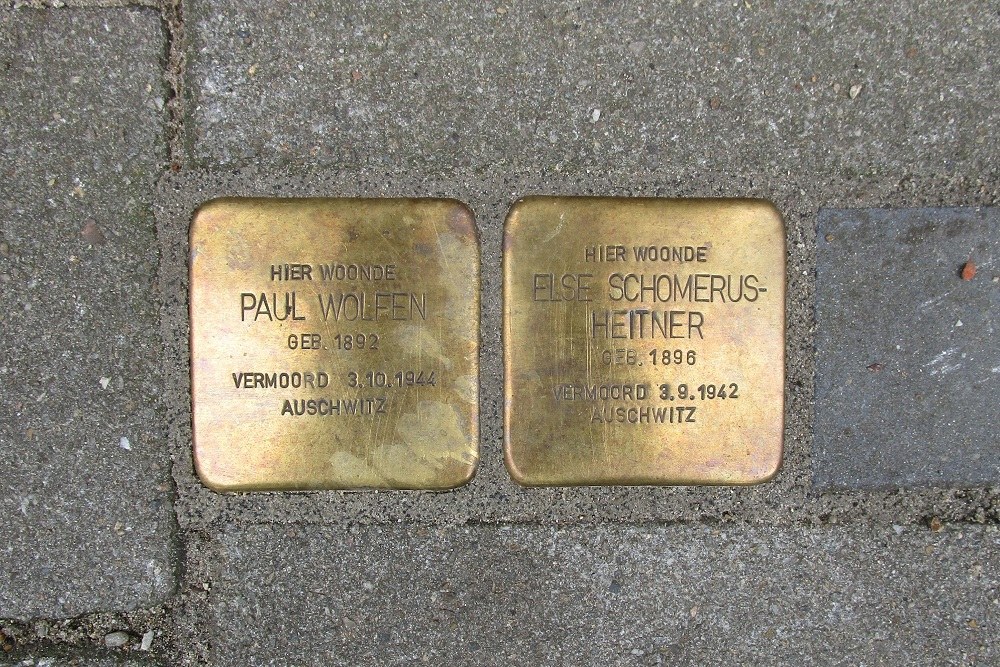 HIER WOONDE
PAUL WOLFEN
GEB. 1892
VERMOORD 3.10.1944
AUSCHWITZ
HIER WOONDE
ELSE SCHOMERUS-
HEITNER
GEB. 1896
VERMOORD 3.9.1942
AUSCHWITZ